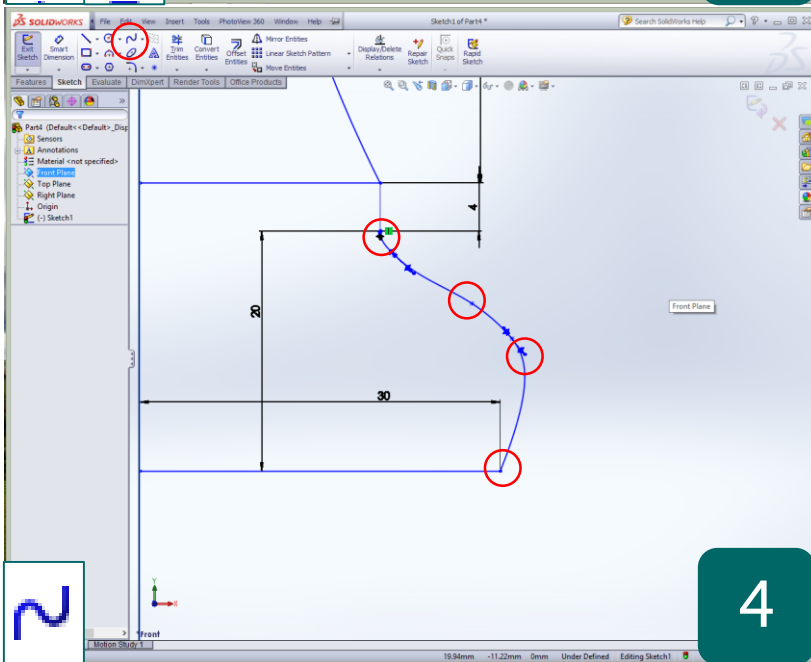 SOLIDWORKS File Edit View Insert Tools PhotoView 360 Window Help Sketch1 of Part4 * Search SolidWorks Help
Exit Sketch
Smart Dimension
Trim Entities
Convert Entities
Offset Entities
Mirror Entities
Linear Sketch Pattern
Move Entities
Display/Delete Relations
Repair Sketch
Quick Snaps
Rapid Sketch
Features Sketch Evaluate DimXpert Render Tools Office Products
Part4 (Default<<Default>_Disp
Sensors
Annotations
Material <not specified>
Front Plane
Top Plane
Right Plane
Origin
(-) Sketch1
4
20
Front Plane
30
Y
X
*Front
4
Motion Study 1
19.94mm -11.22mm 0mm Under Defined Editing Sketch1